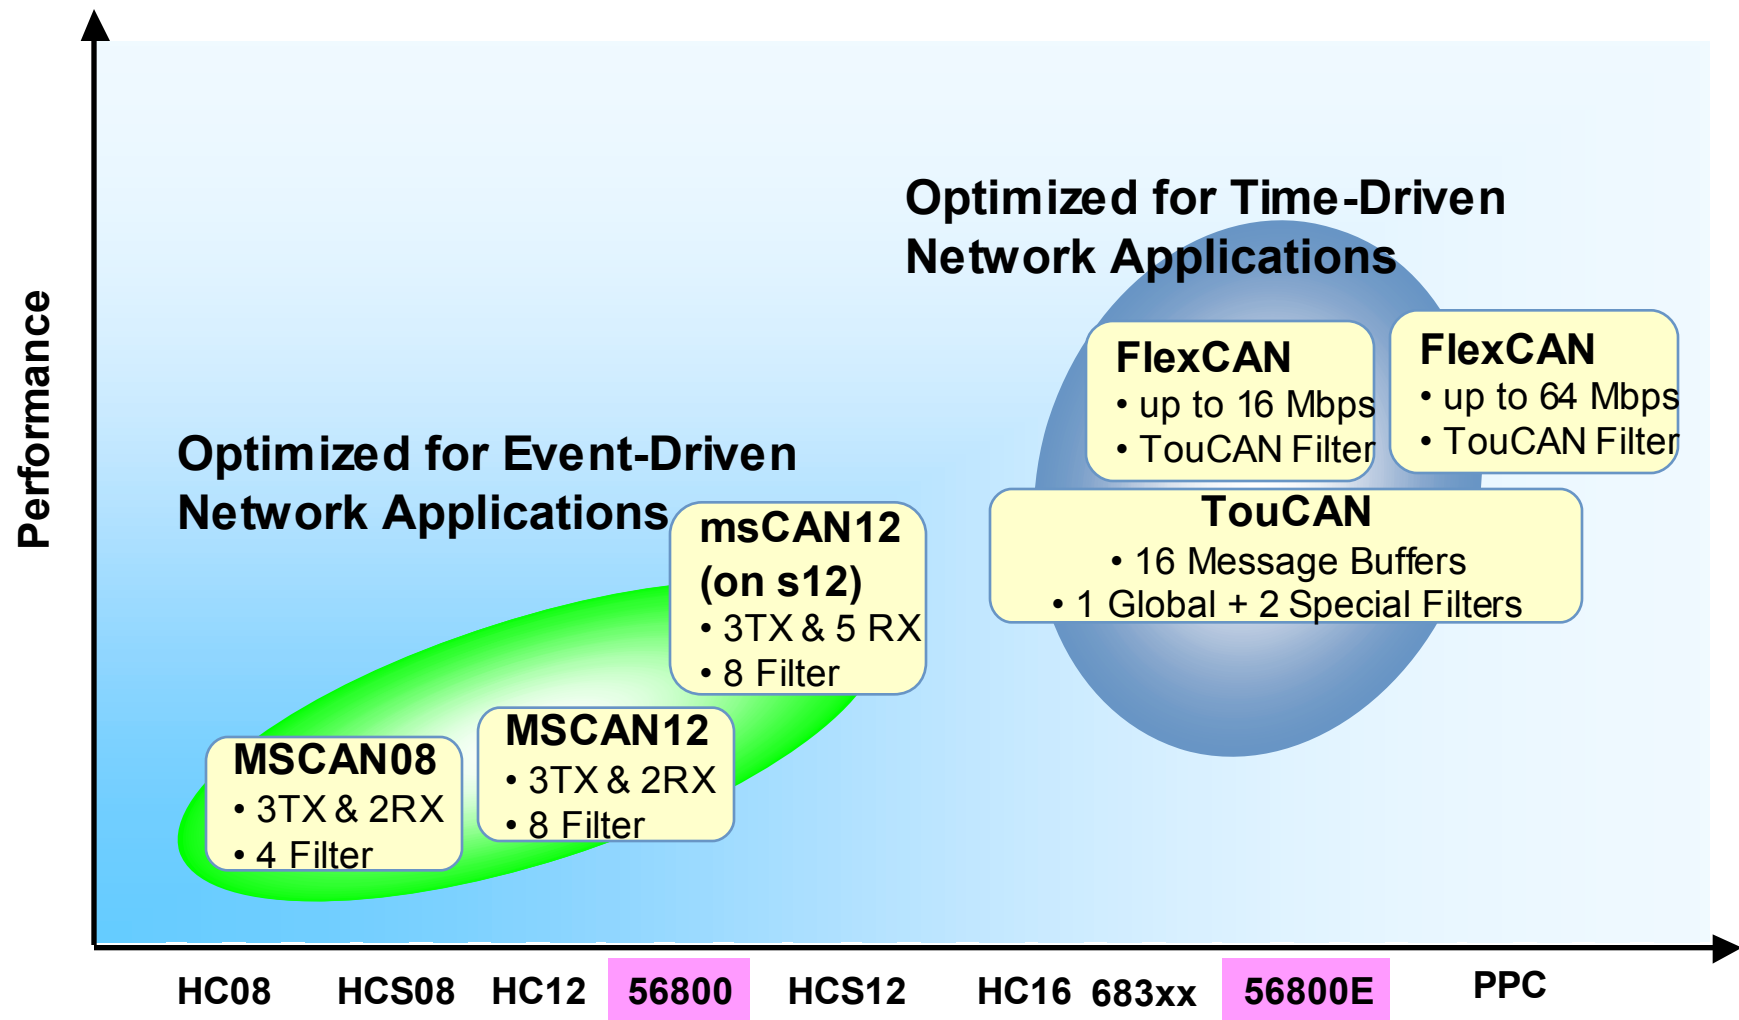 Performance
Optimized for Time-Driven
Network Applications
FlexCAN
• up to 16 Mbps
• TouCAN Filter
FlexCAN
• up to 64 Mbps
• TouCAN Filter
TouCAN
• 16 Message Buffers
• 1 Global + 2 Special Filters
Optimized for Event-Driven
Network Applications
msCAN12
(on s12)
• 3TX & 5 RX
• 8 Filter
MSCAN12
• 3TX & 2RX
• 8 Filter
MSCAN08
• 3TX & 2RX
• 4 Filter
HC08 HCS08 HC12 56800 HCS12 HC16 683xx 56800E PPC